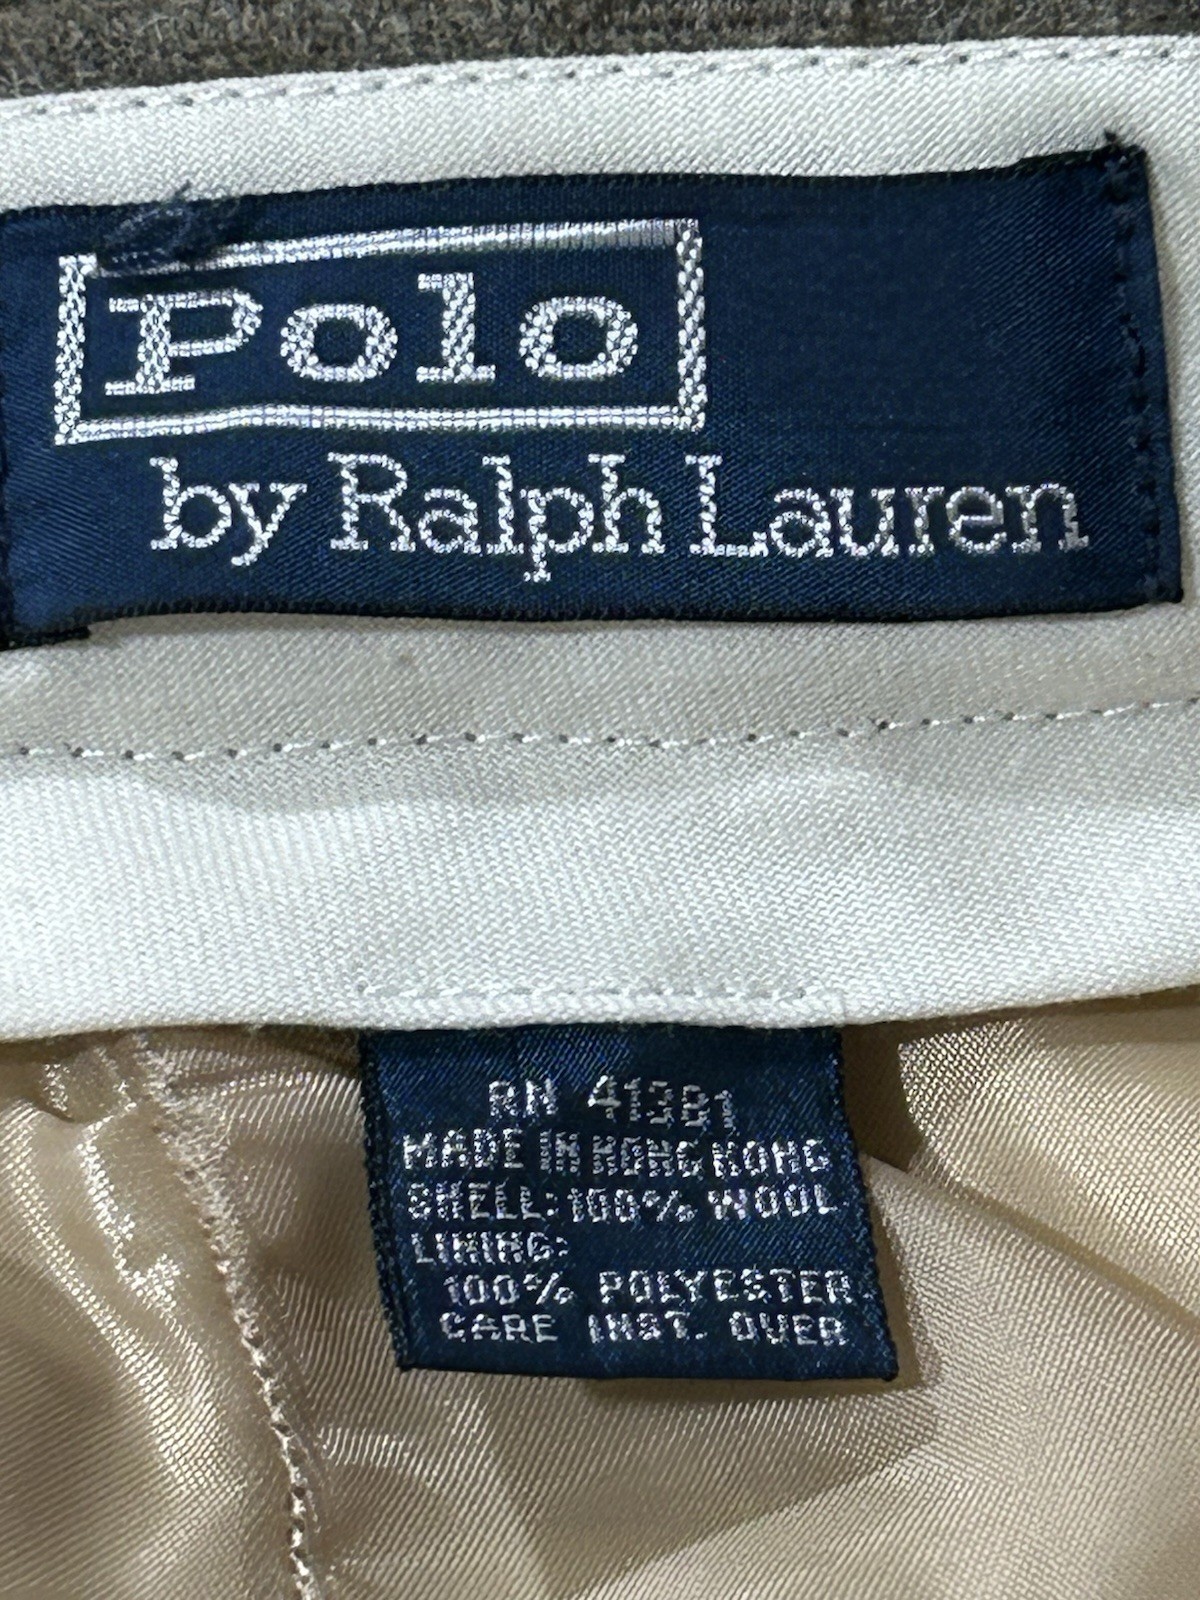 Polo
by Ralph Lauren
RN 41381
MADE IN HONG KONG
SHELL: 100% WOOL
LINING:
100% POLYESTER
CARE INST. OVER